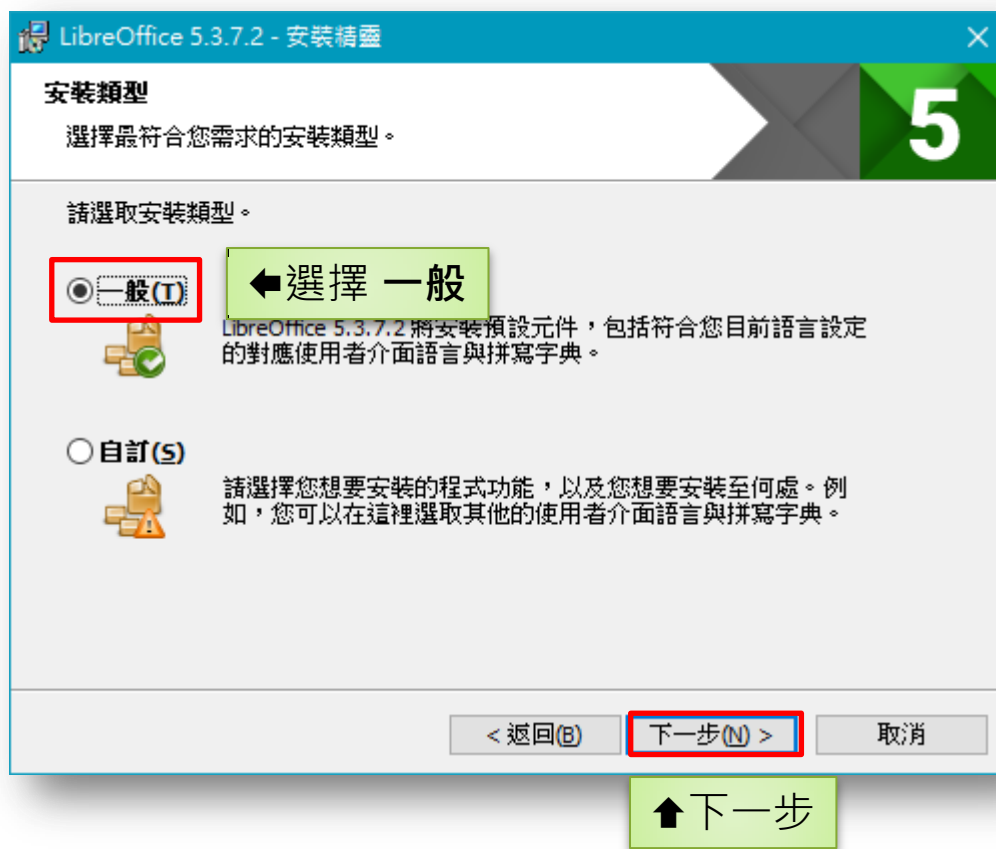 LibreOffice 5.3.7.2 - 安裝精靈
安裝類型
選擇最符合您需求的安裝類型。
5
請選取安裝類型。
一般(T)
⬅選擇 一般
LibreOffice 5.3.7.2 將安裝預設元件，包括符合您目前語言設定
的對應使用者介面語言與拼寫字典。
自訂(S)
請選擇您想要安裝的程式功能，以及您想要安裝至何處。例
如，您可以在這裡選取其他的使用者介面語言與拼寫字典。
< 返回(B)
下一步(N) >
取消
⬆下一步